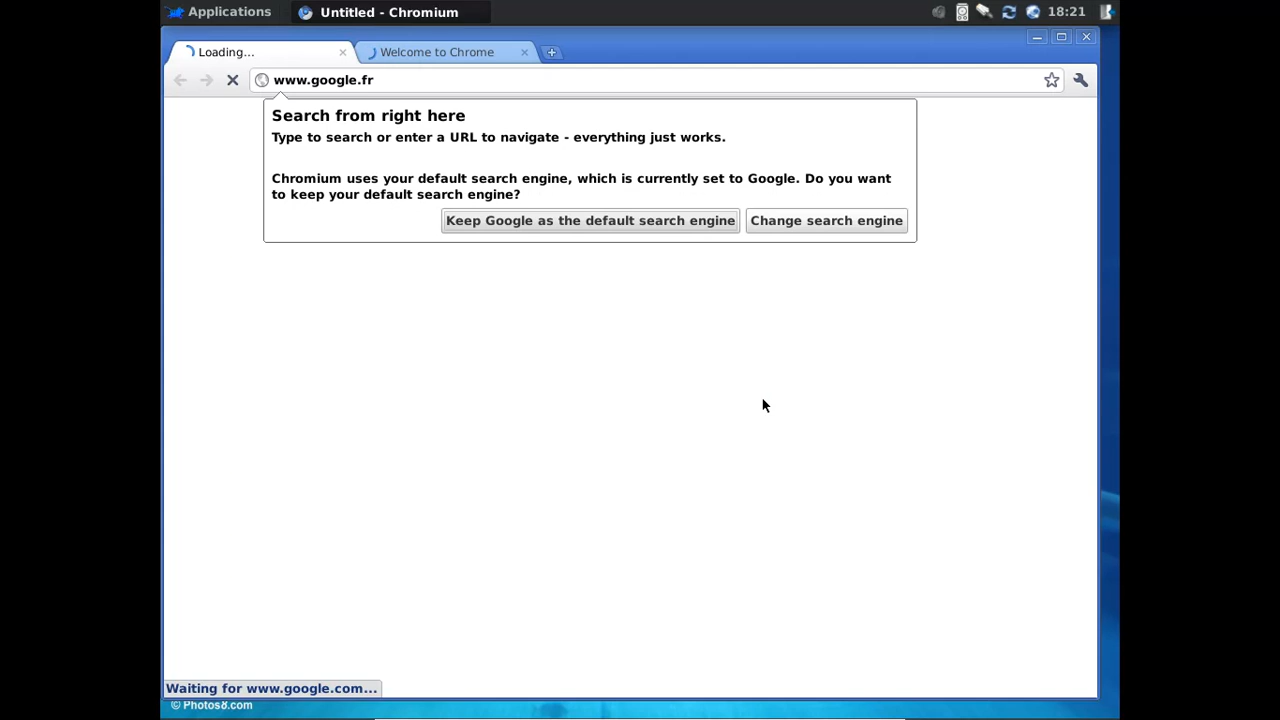 Applications
Untitled - Chromium
18:21
Loading...
Welcome to Chrome
www.google.fr
Search from right here
Type to search or enter a URL to navigate - everything just works.
Chromium uses your default search engine, which is currently set to Google. Do you want
to keep your default search engine?
Keep Google as the default search engine
Change search engine
Waiting for www.google.com...
© Photos8.com